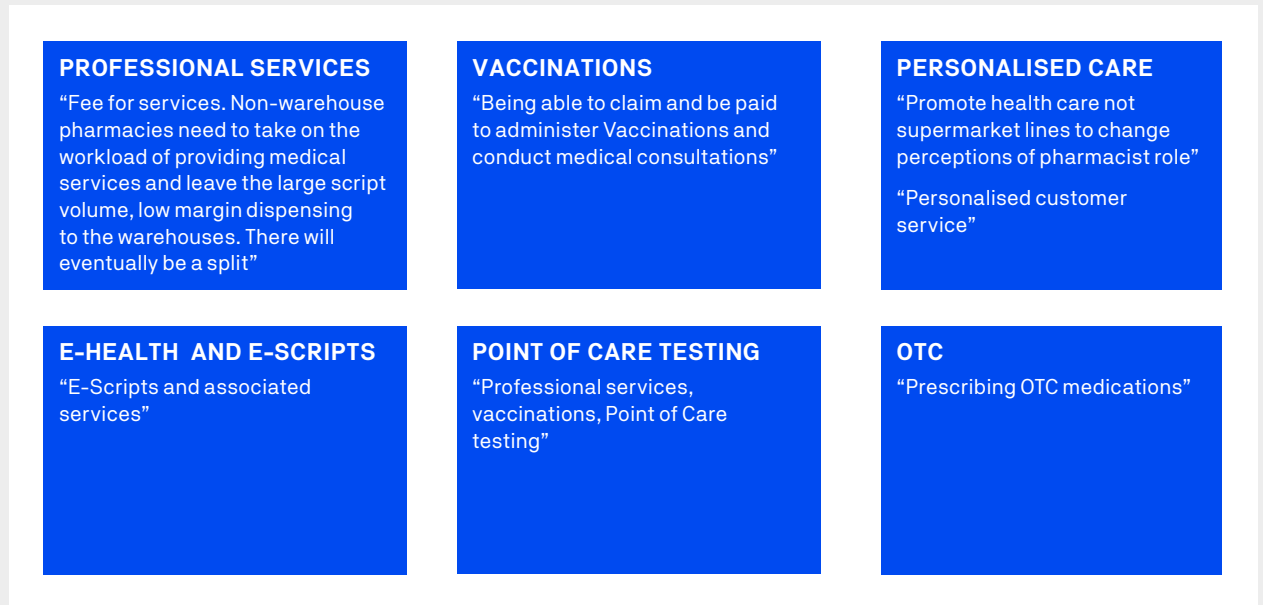 PROFESSIONAL SERVICES
“Fee for services. Non-warehouse
pharmacies need to take on the
workload of providing medical
services and leave the large script
volume, low margin dispensing
to the warehouses. There will
eventually be a split”
VACCINATIONS
“Being able to claim and be paid
to administer Vaccinations and
conduct medical consultations”
PERSONALISED CARE
“Promote health care not
supermarket lines to change
perceptions of pharmacist role”
“Personalised customer
service”
E-HEALTH  AND E-SCRIPTS
“E-Scripts and associated
services”
POINT OF CARE TESTING
“Professional services,
vaccinations, Point of Care
testing”
OTC
“Prescribing OTC medications”